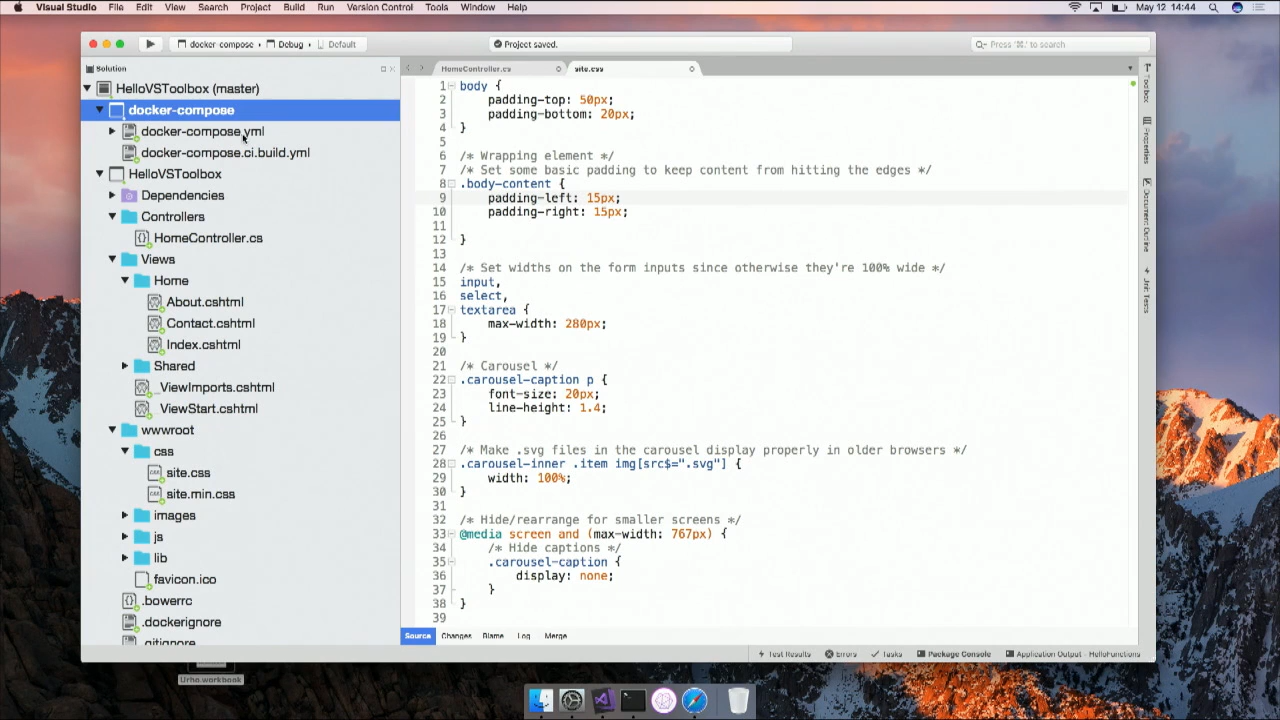 Visual Studio File Edit View Search Project Build Run Version Control Tools Window Help May 12 14:44
docker-compose › Debug › Default
Project saved.
Press '⌘.' to search
Solution
HelloVSToolbox (master)
docker-compose
docker-compose.yml
docker-compose.ci.build.yml
HelloVSToolbox
Dependencies
Controllers
HomeController.cs
Views
Home
About.cshtml
Contact.cshtml
Index.cshtml
Shared
_ViewImports.cshtml
_ViewStart.cshtml
wwwroot
css
site.css
site.min.css
images
js
lib
favicon.ico
.bowerrc
.dockerignore
.gitignore
HomeController.cs site.css
1 body {
2 padding-top: 50px;
3 padding-bottom: 20px;
4 }
5
6 /* Wrapping element */
7 /* Set some basic padding to keep content from hitting the edges */
8 .body-content {
9 padding-left: 15px;
10 padding-right: 15px;
11
12 }
13
14 /* Set widths on the form inputs since otherwise they're 100% wide */
15 input,
16 select,
17 textarea {
18 max-width: 280px;
19 }
20
21 /* Carousel */
22 .carousel-caption p {
23 font-size: 20px;
24 line-height: 1.4;
25 }
26
27 /* Make .svg files in the carousel display properly in older browsers */
28 .carousel-inner .item img[src$=".svg"] {
29 width: 100%;
30 }
31
32 /* Hide/rearrange for smaller screens */
33 @media screen and (max-width: 767px) {
34 /* Hide captions */
35 .carousel-caption {
36 display: none;
37 }
38 }
39
Source Changes Blame Log Merge
Toolbox
Properties
Document Outline
Unit Tests
Test Results Errors Tasks Package Console Application Output - HelloFunctions
Urho.workbook